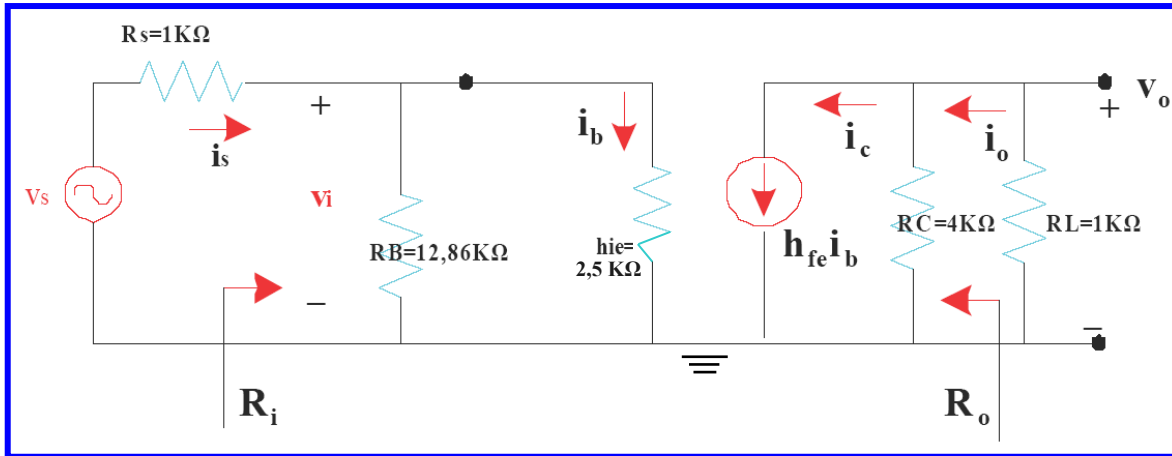 Rs=1KΩ
is
vs
+
vi
−
RB=12,86KΩ
ib
hie=
2,5 KΩ
hfeib
ic
io
RC=4KΩ
RL=1KΩ
vo
+
−
Ri
Ro